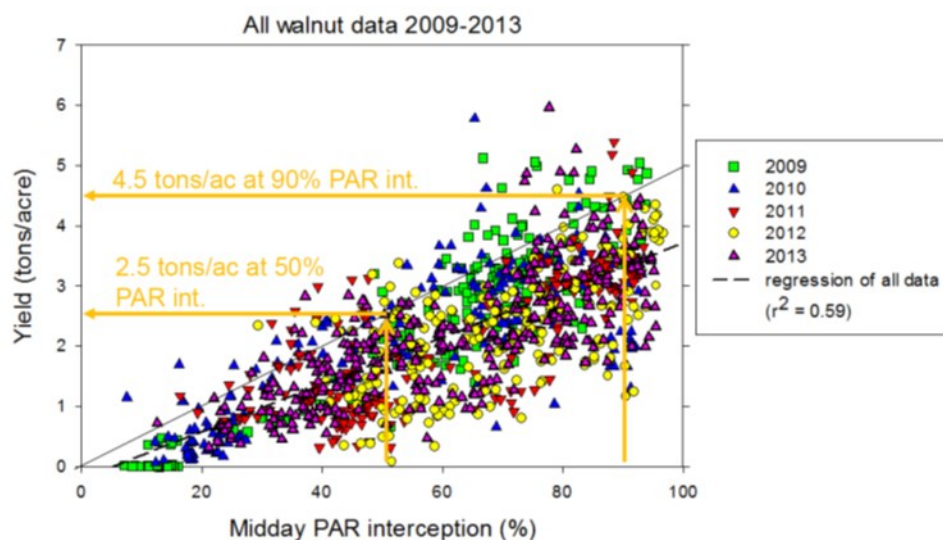 All walnut data 2009-2013
7
6
5
4
3
2
1
0
Yield (tons/acre)
4.5 tons/ac at 90% PAR int.
2.5 tons/ac at 50%
PAR int.
0 20 40 60 80 100
Midday PAR interception (%)
2009
2010
2011
2012
2013
regression of all data
(r² = 0.59)